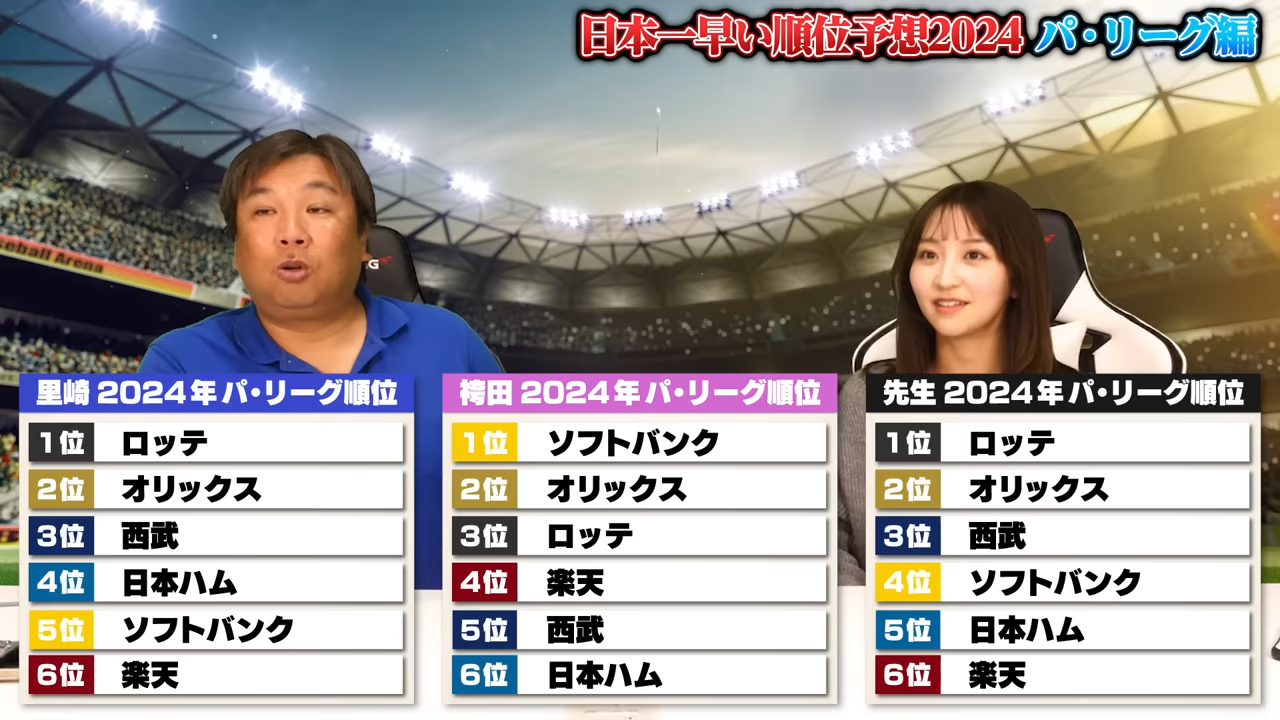 日本一早い順位予想2024 パ・リーグ編
eball Arena
里崎 2024年 パ・リーグ順位
1位 ロッテ
2位 オリックス
3位 西武
4位 日本ハム
5位 ソフトバンク
6位 楽天
袴田 2024年 パ・リーグ順位
1位 ソフトバンク
2位 オリックス
3位 ロッテ
4位 楽天
5位 西武
6位 日本ハム
先生 2024年 パ・リーグ順位
1位 ロッテ
2位 オリックス
3位 西武
4位 ソフトバンク
5位 日本ハム
6位 楽天